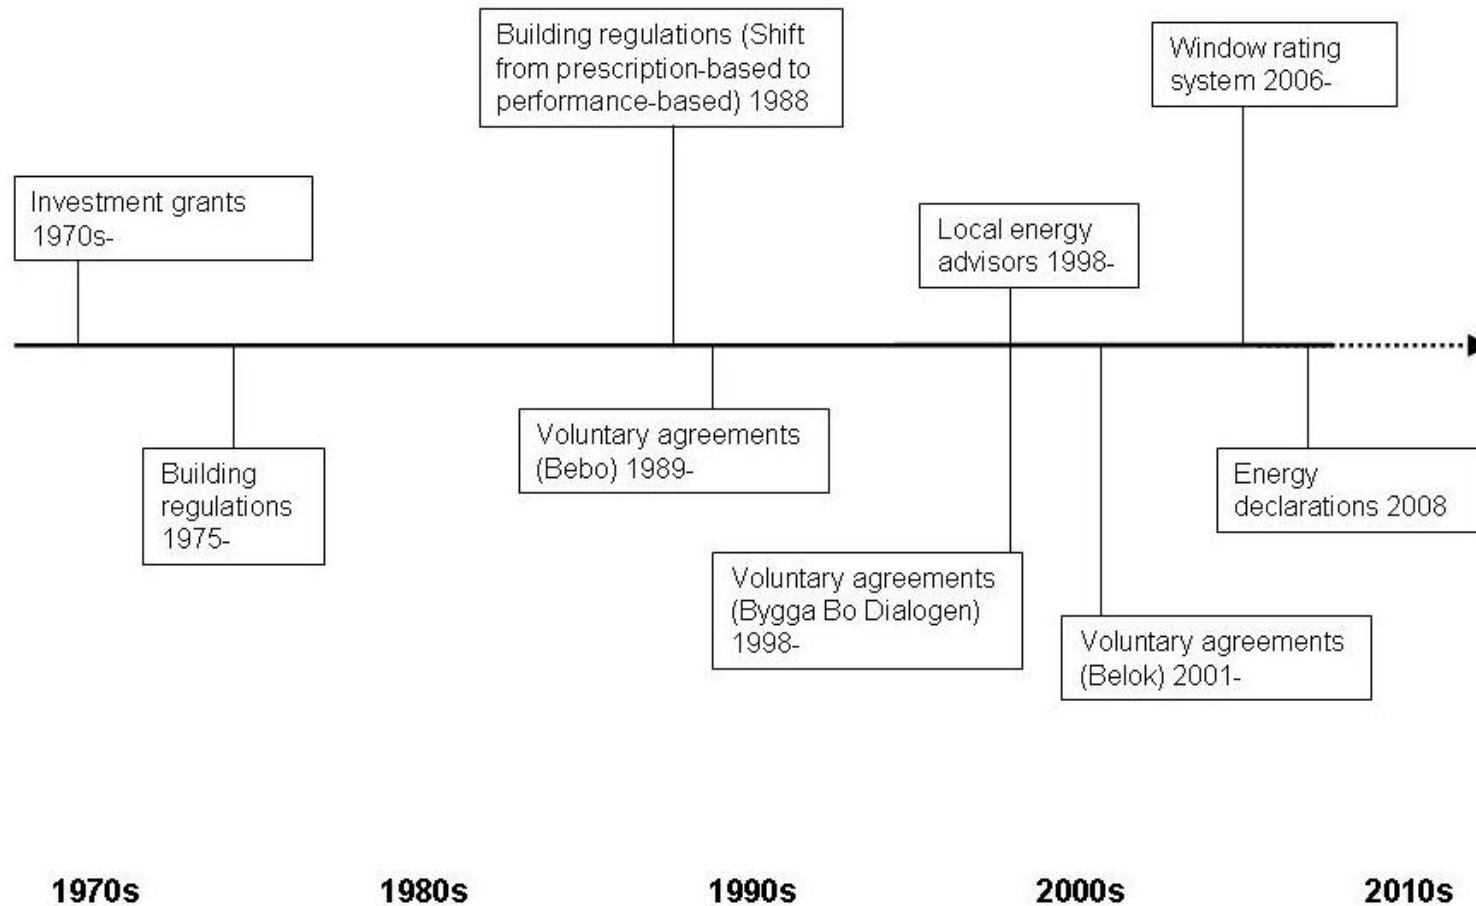 Building regulations (Shift
from prescription-based to
performance-based) 1988
Window rating
system 2006-
Investment grants
1970s-
Local energy
advisors 1998-
Voluntary agreements
(Bebo) 1989-
Building
regulations
1975-
Energy
declarations 2008
Voluntary agreements
(Bygga Bo Dialogen)
1998-
Voluntary agreements
(Belok) 2001-
1970s
1980s
1990s
2000s
2010s